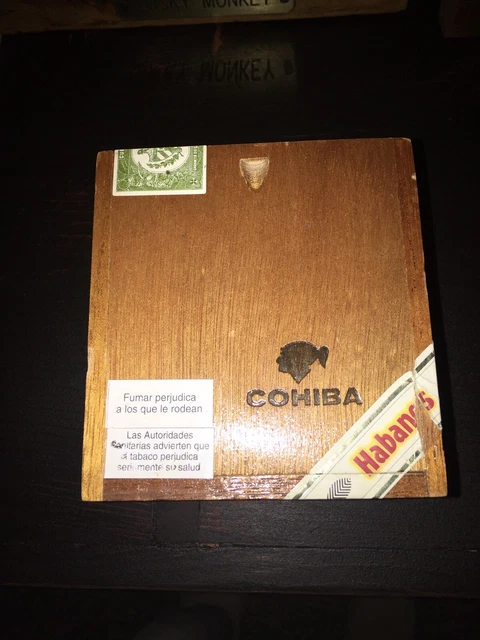 MONKEY
COHIBA
Fumar perjudica
a los que le rodean
Las Autoridades
Sanitarias advierten que
el tabaco perjudica
seriamente su salud
Habanos